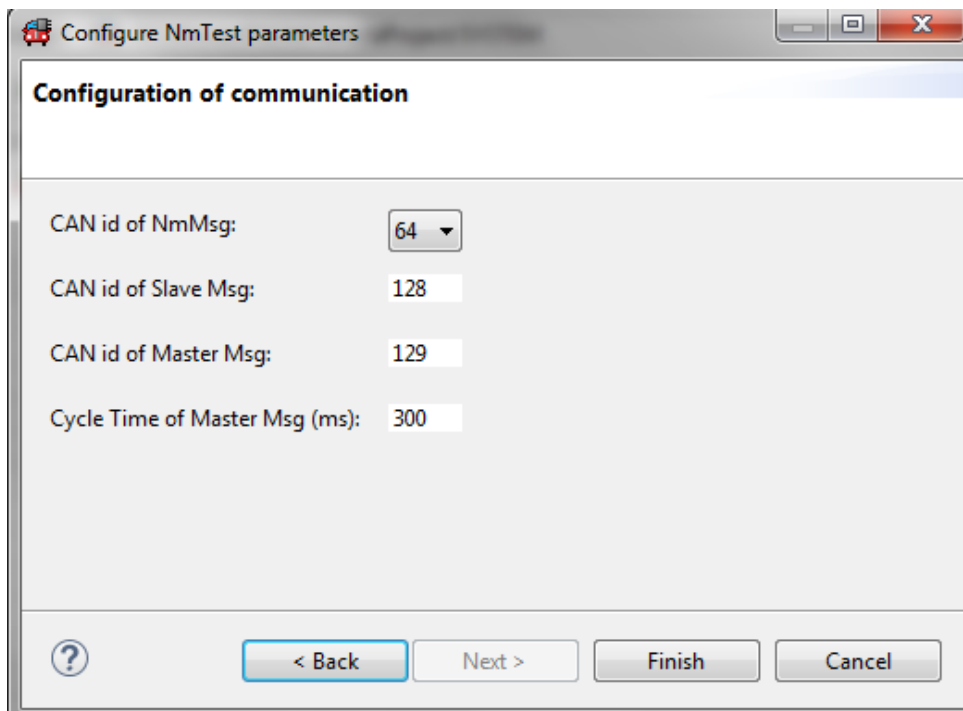 Configure NmTest parameters
Configuration of communication
CAN id of NmMsg: 64
CAN id of Slave Msg: 128
CAN id of Master Msg: 129
Cycle Time of Master Msg (ms): 300
? < Back Next > Finish Cancel